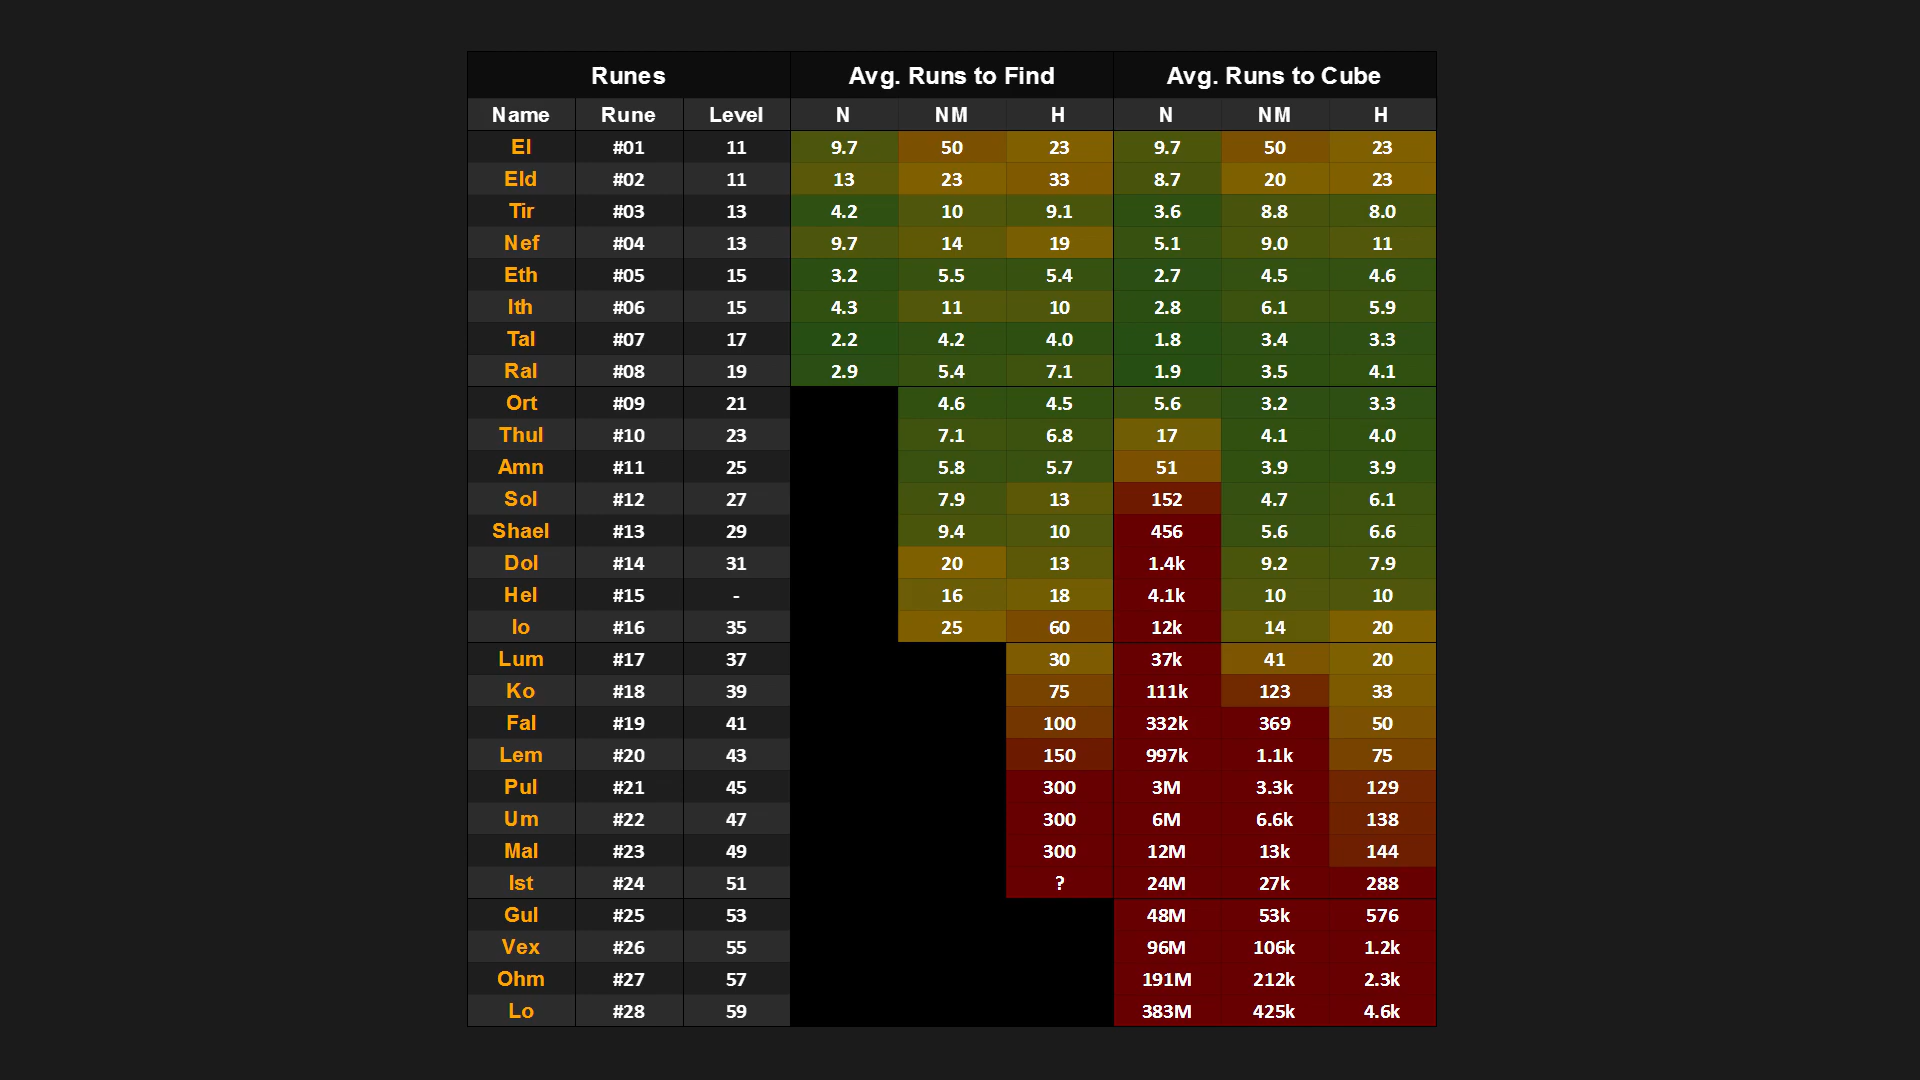 Runes Avg. Runs to Find Avg. Runs to Cube
Name Rune Level N NM H N NM H
El #01 11 9.7 50 23 9.7 50 23
Eld #02 11 13 23 33 8.7 20 23
Tir #03 13 4.2 10 9.1 3.6 8.8 8.0
Nef #04 13 9.7 14 19 5.1 9.0 11
Eth #05 15 3.2 5.5 5.4 2.7 4.5 4.6
Ith #06 15 4.3 11 10 2.8 6.1 5.9
Tal #07 17 2.2 4.2 4.0 1.8 3.4 3.3
Ral #08 19 2.9 5.4 7.1 1.9 3.5 4.1
Ort #09 21 4.6 4.5 5.6 3.2 3.3
Thul #10 23 7.1 6.8 17 4.1 4.0
Amn #11 25 5.8 5.7 51 3.9 3.9
Sol #12 27 7.9 13 152 4.7 6.1
Shael #13 29 9.4 10 456 5.6 6.6
Dol #14 31 20 13 1.4k 9.2 7.9
Hel #15 - 16 18 4.1k 10 10
Io #16 35 25 60 12k 14 20
Lum #17 37 30 37k 41 20
Ko #18 39 75 111k 123 33
Fal #19 41 100 332k 369 50
Lem #20 43 150 997k 1.1k 75
Pul #21 45 300 3M 3.3k 129
Um #22 47 300 6M 6.6k 138
Mal #23 49 300 12M 13k 144
Ist #24 51 ? 24M 27k 288
Gul #25 53 48M 53k 576
Vex #26 55 96M 106k 1.2k
Ohm #27 57 191M 212k 2.3k
Lo #28 59 383M 425k 4.6k